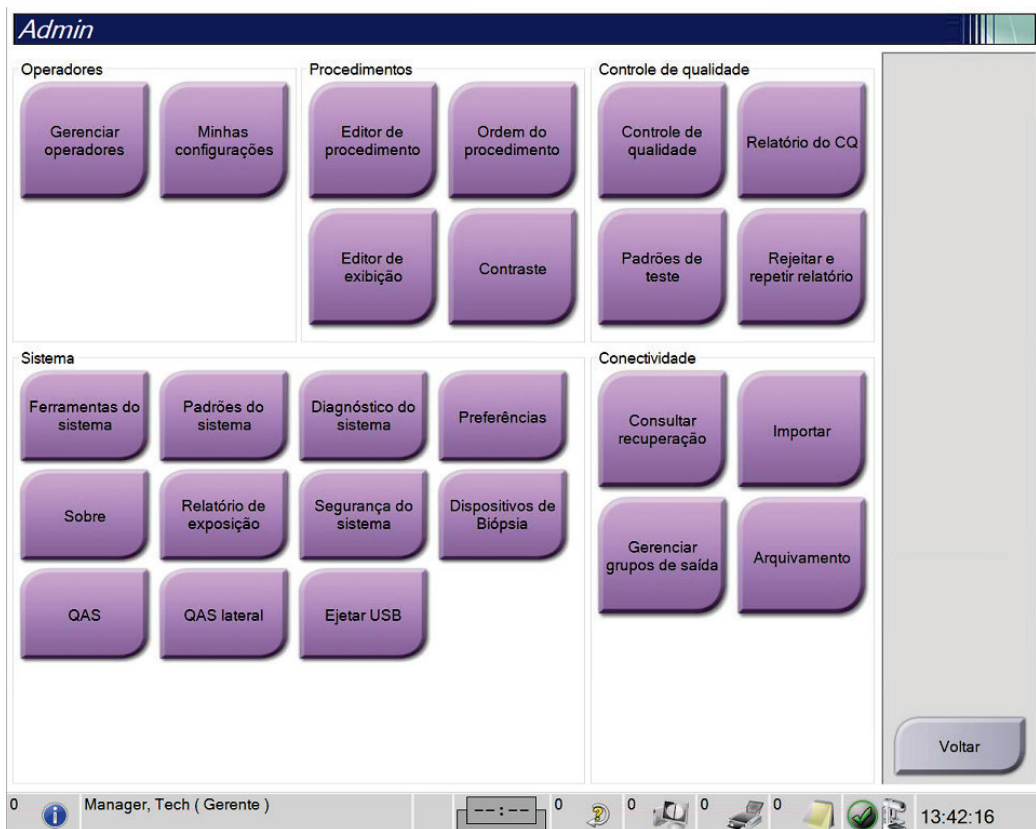 Admin
Operadores
Gerenciar
operadores
Minhas
configurações
Procedimentos
Editor de
procedimento
Ordem do
procedimento
Editor de
exibição
Contraste
Controle de qualidade
Controle de
qualidade
Relatório do CQ
Padrões de
teste
Rejeitar e
repetir relatório
Sistema
Ferramentas do
sistema
Padrões do
sistema
Diagnóstico do
sistema
Preferências
Sobre
Relatório de
exposição
Segurança do
sistema
Dispositivos de
Biópsia
QAS
QAS lateral
Ejetar USB
Conectividade
Consultar
recuperação
Importar
Gerenciar
grupos de saída
Arquivamento
Voltar
0
Manager, Tech ( Gerente )
--:--
0
0
0
0
13:42:16